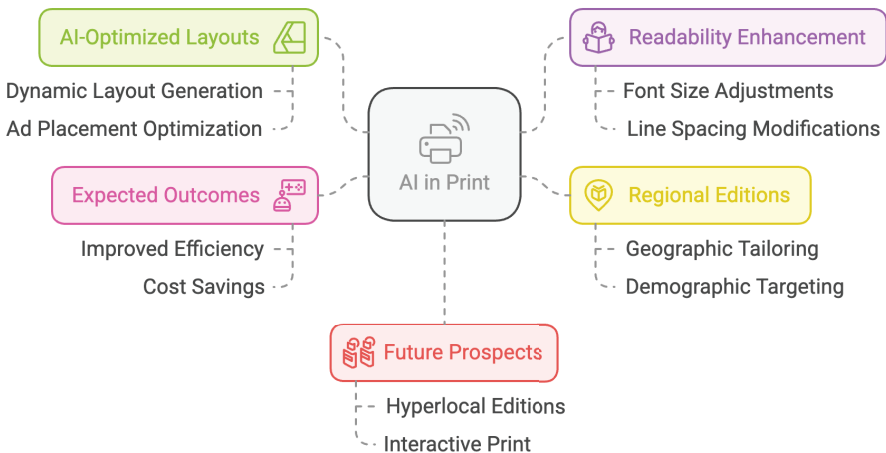 AI-Optimized Layouts
Dynamic Layout Generation
Ad Placement Optimization
Expected Outcomes
Improved Efficiency
Cost Savings
AI in Print
Readability Enhancement
Font Size Adjustments
Line Spacing Modifications
Regional Editions
Geographic Tailoring
Demographic Targeting
Future Prospects
Hyperlocal Editions
Interactive Print